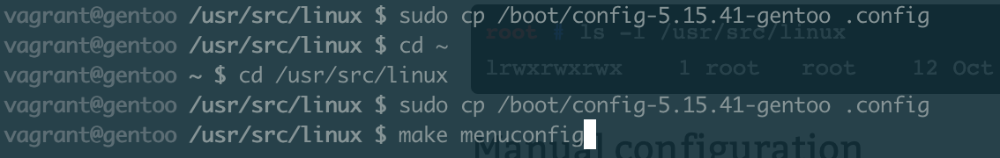 vagrant@gentoo /usr/src/linux $ sudo cp /boot/config-5.15.41-gentoo .config
root # ls -l /usr/src/linux
vagrant@gentoo /usr/src/linux $ cd ~
vagrant@gentoo ~ $ cd /usr/src/linux
lrwxrwxrwx 1 root root 12 Oct
vagrant@gentoo /usr/src/linux $ sudo cp /boot/config-5.15.41-gentoo .config
vagrant@gentoo /usr/src/linux $ make menuconfig
Manual configuration